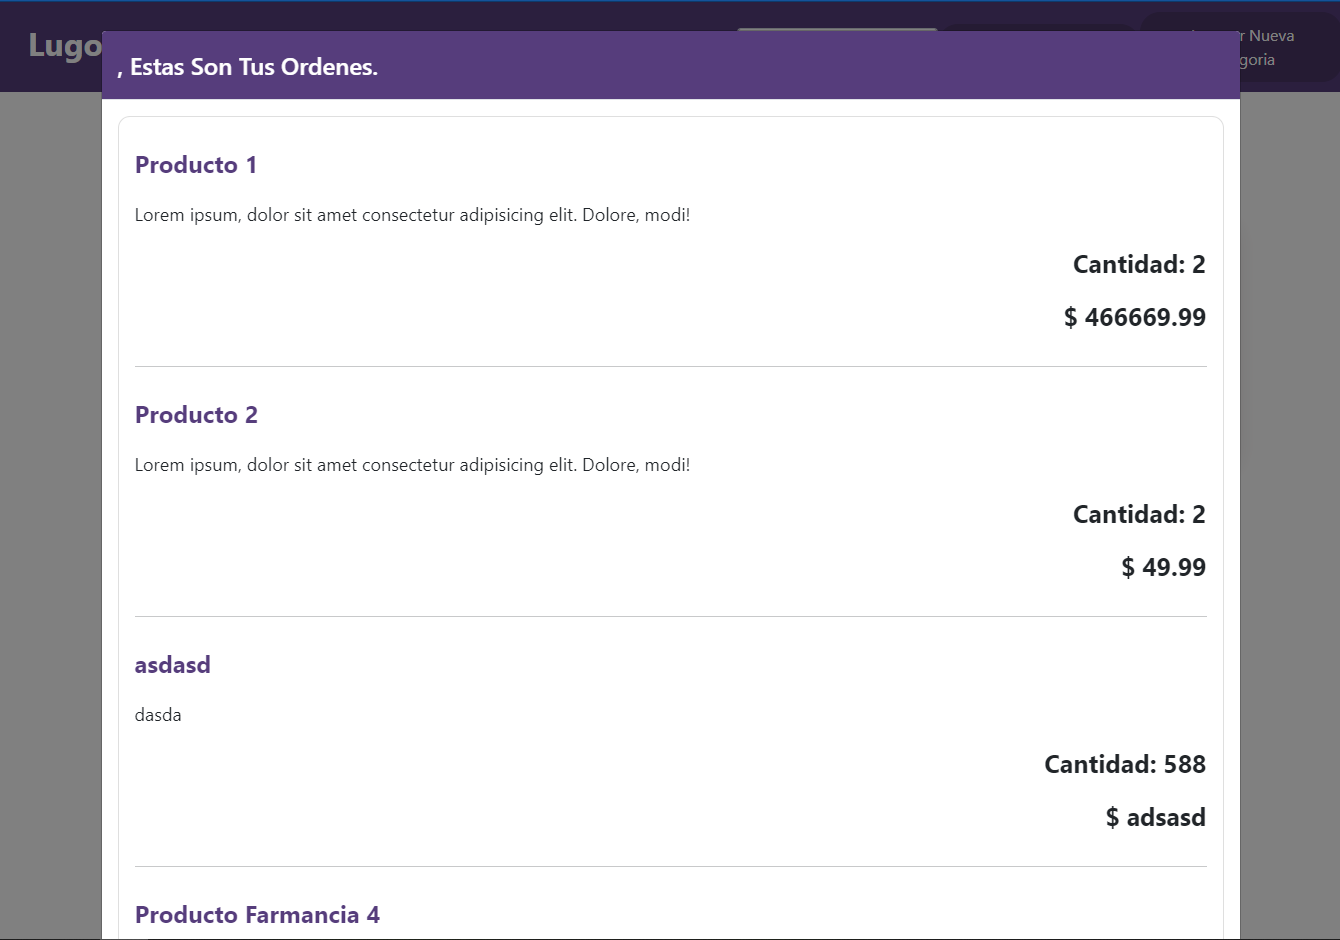 Lugo
r Nueva
goria
, Estas Son Tus Ordenes.
Producto 1
Lorem ipsum, dolor sit amet consectetur adipisicing elit. Dolore, modi!
Cantidad: 2
$ 466669.99
Producto 2
Lorem ipsum, dolor sit amet consectetur adipisicing elit. Dolore, modi!
Cantidad: 2
$ 49.99
asdasd
dasda
Cantidad: 588
$ adsasd
Producto Farmancia 4